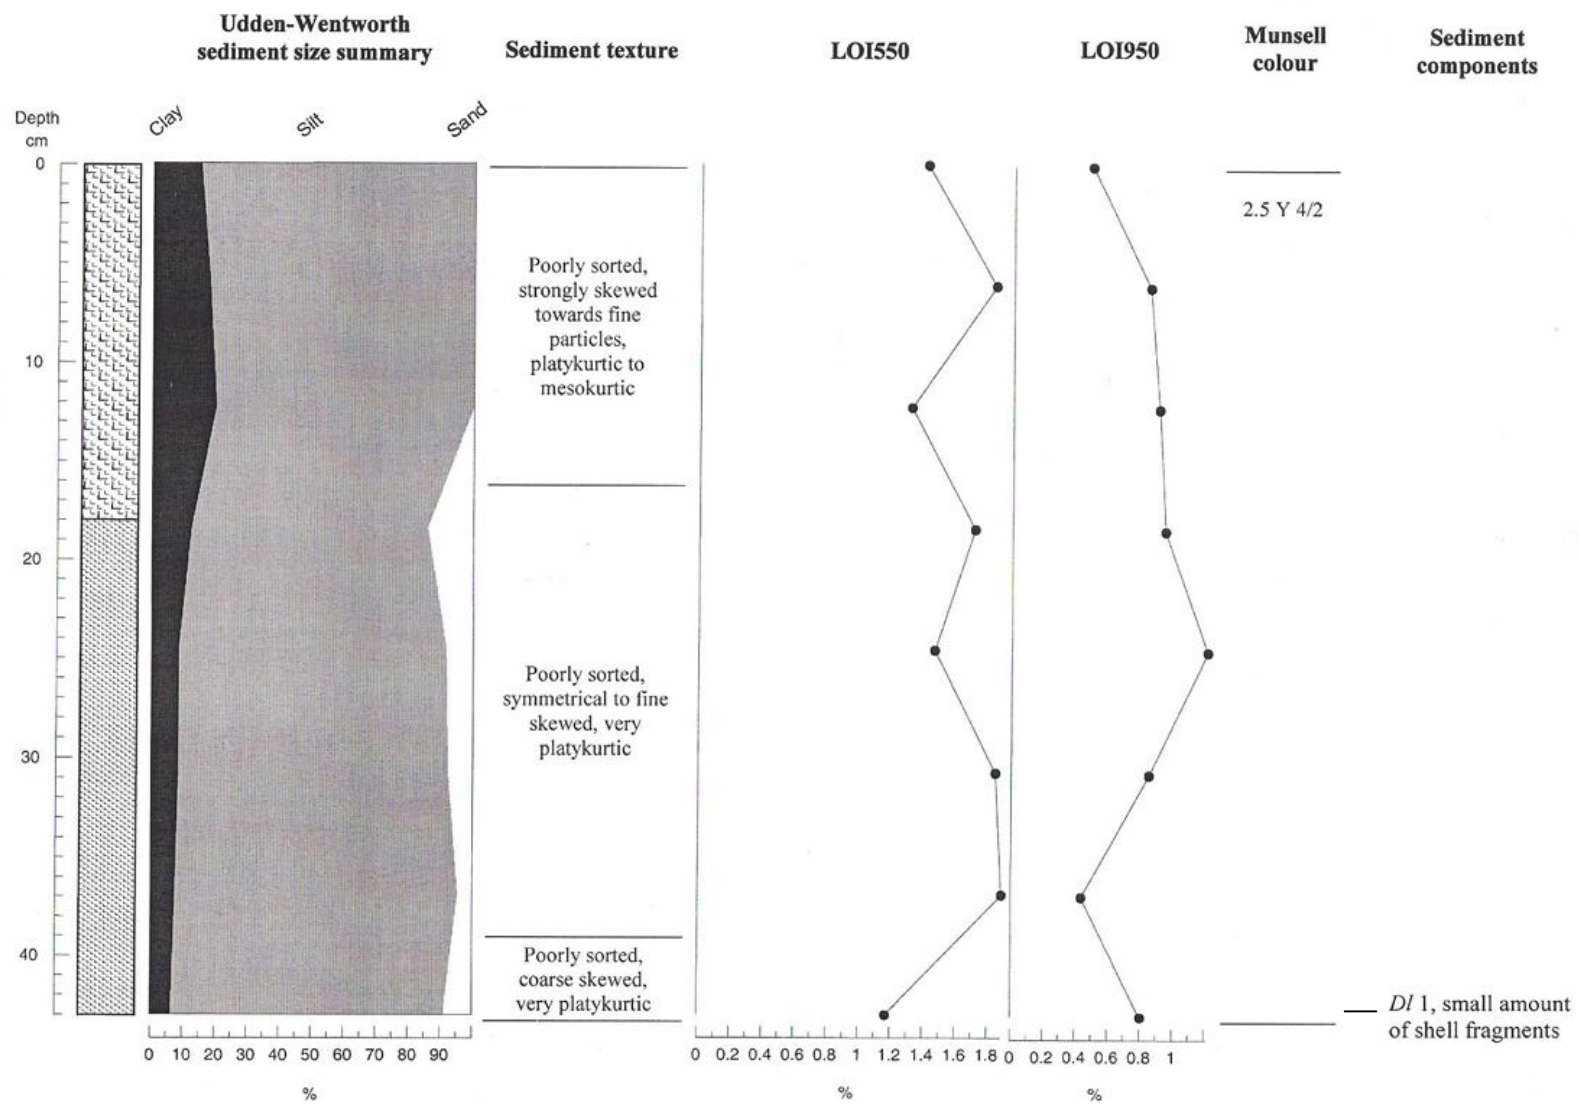 Udden-Wentworth
sediment size summary
Sediment texture
LOI550
LOI950
Munsell
colour
Sediment
components
Depth
cm
Clay
Silt
Sand
0
10
20
30
40
Poorly sorted,
strongly skewed
towards fine
particles,
platykurtic to
mesokurtic
Poorly sorted,
symmetrical to fine
skewed, very
platykurtic
Poorly sorted,
coarse skewed,
very platykurtic
2.5 Y 4/2
Dl 1, small amount
of shell fragments
0 10 20 30 40 50 60 70 80 90
0 0.2 0.4 0.6 0.8 1 1.2 1.4 1.6 1.8
0 0.2 0.4 0.6 0.8 1
%
%
%